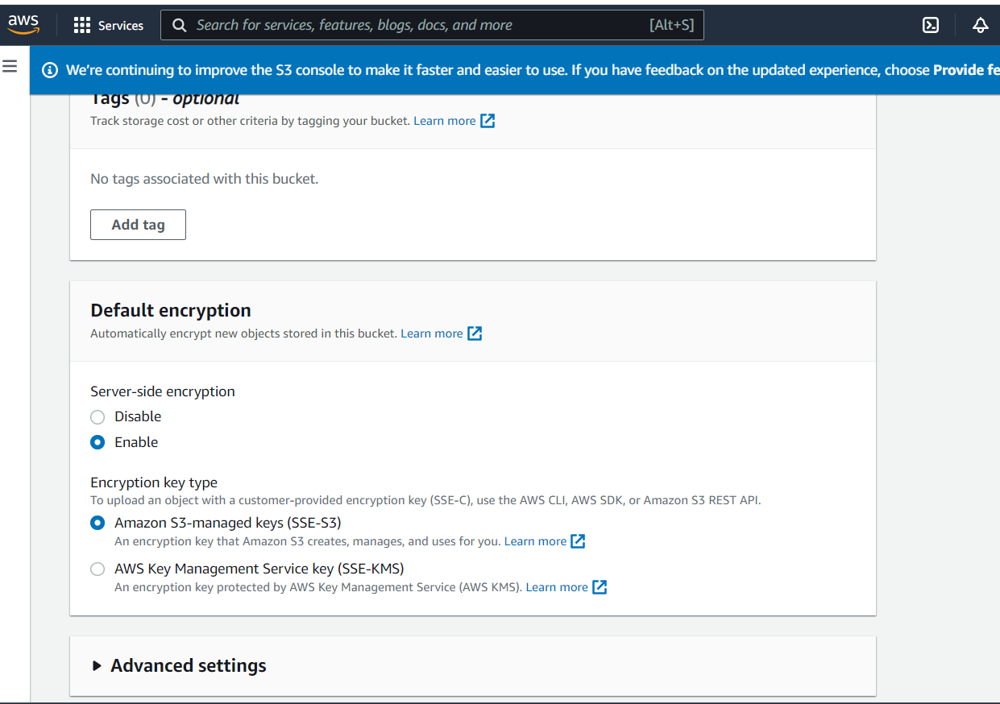 aws
Services
Search for services, features, blogs, docs, and more
[Alt+S]
We're continuing to improve the S3 console to make it faster and easier to use. If you have feedback on the updated experience, choose Provide fe
Tags (0) - optional
Track storage cost or other criteria by tagging your bucket. Learn more
No tags associated with this bucket.
Add tag
Default encryption
Automatically encrypt new objects stored in this bucket. Learn more
Server-side encryption
Disable
Enable
Encryption key type
To upload an object with a customer-provided encryption key (SSE-C), use the AWS CLI, AWS SDK, or Amazon S3 REST API.
Amazon S3-managed keys (SSE-S3)
An encryption key that Amazon S3 creates, manages, and uses for you. Learn more
AWS Key Management Service key (SSE-KMS)
An encryption key protected by AWS Key Management Service (AWS KMS). Learn more
Advanced settings